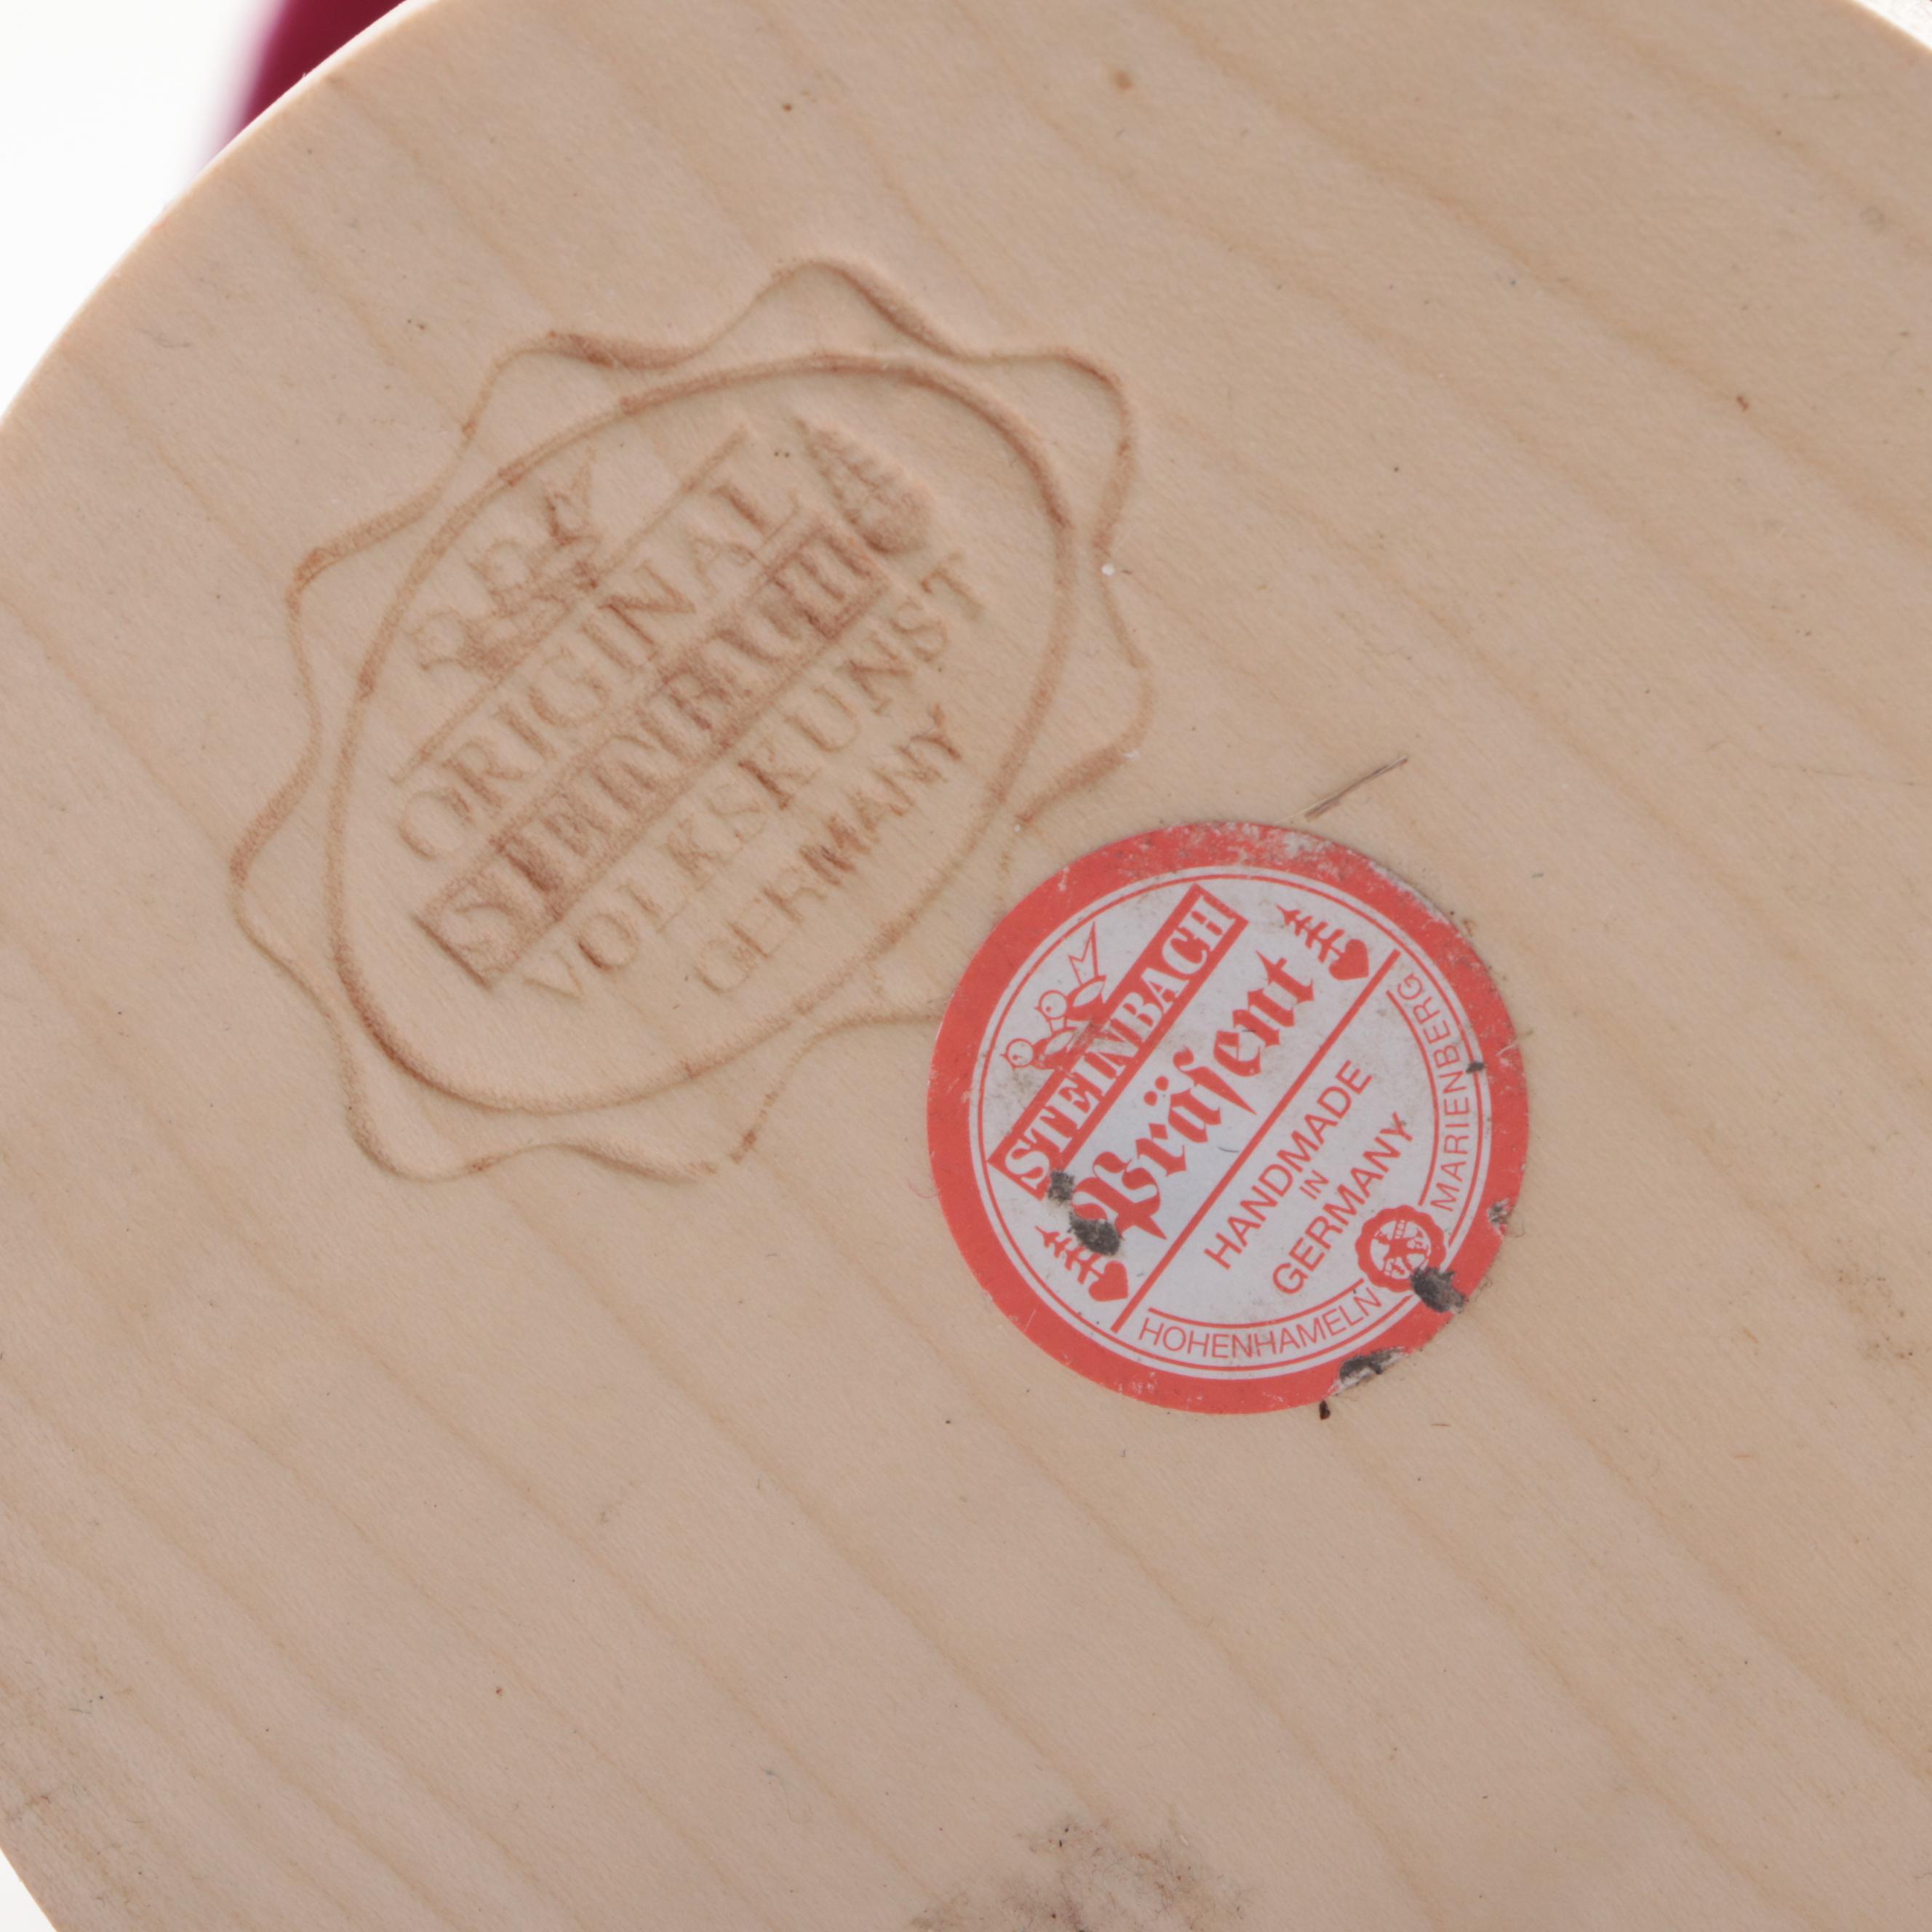 ORIGINAL
STEINBACH
VOLKSKUNST
GERMANY
STEINBACH
Präſent
HANDMADE
IN
GERMANY
HOHENHAMELN
MARIENBERG